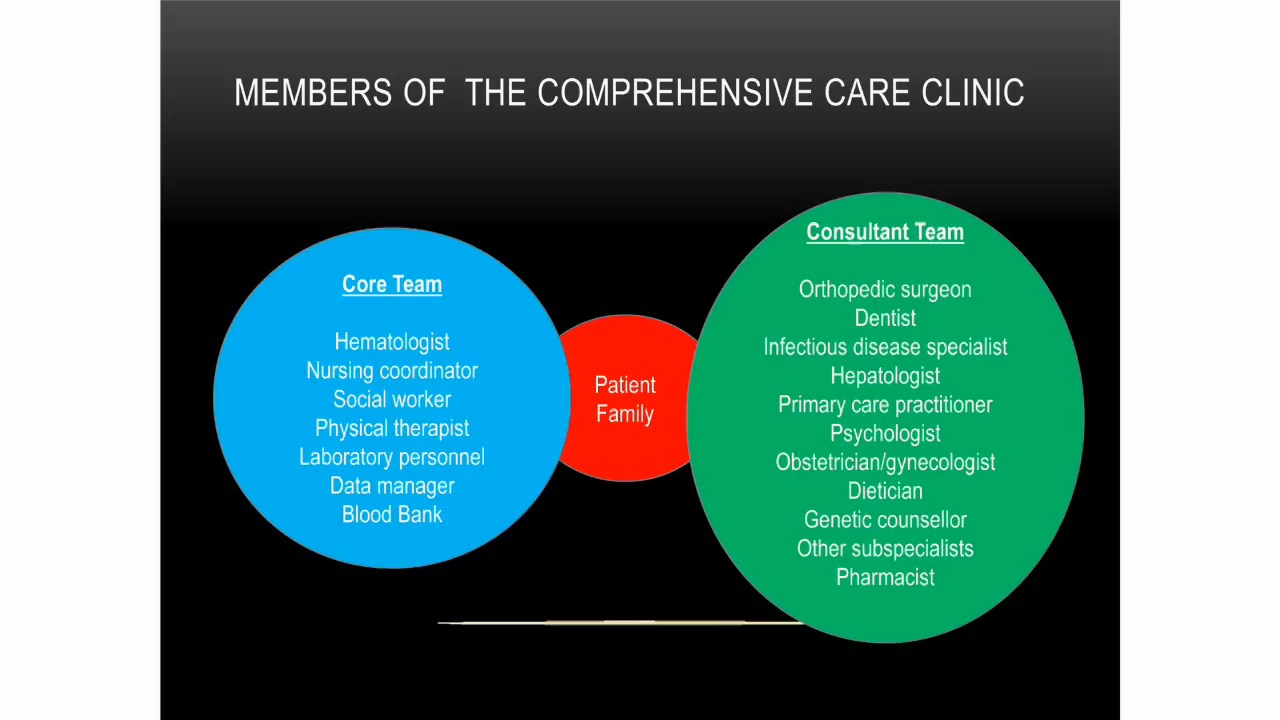 MEMBERS OF THE COMPREHENSIVE CARE CLINIC
Core Team
Hematologist
Nursing coordinator
Social worker
Physical therapist
Laboratory personnel
Data manager
Blood Bank
Patient
Family
Consultant Team
Orthopedic surgeon
Dentist
Infectious disease specialist
Hepatologist
Primary care practitioner
Psychologist
Obstetrician/gynecologist
Dietician
Genetic counsellor
Other subspecialists
Pharmacist